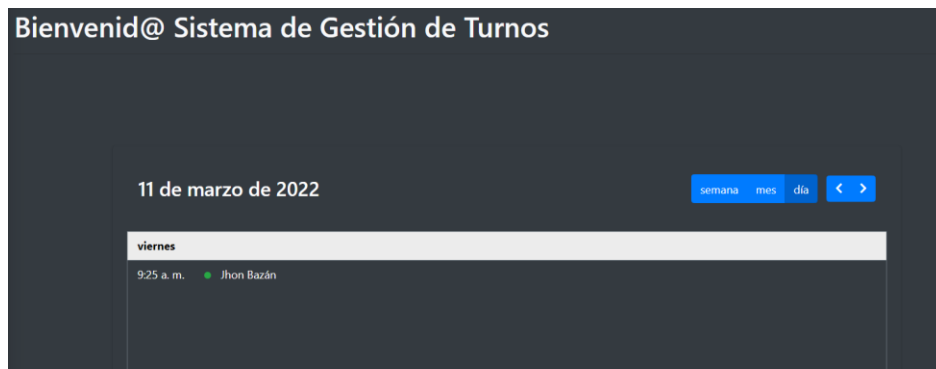 Bienvenid@ Sistema de Gestión de Turnos
11 de marzo de 2022
semana mes día
viernes
9:25 a. m. Jhon Bazán